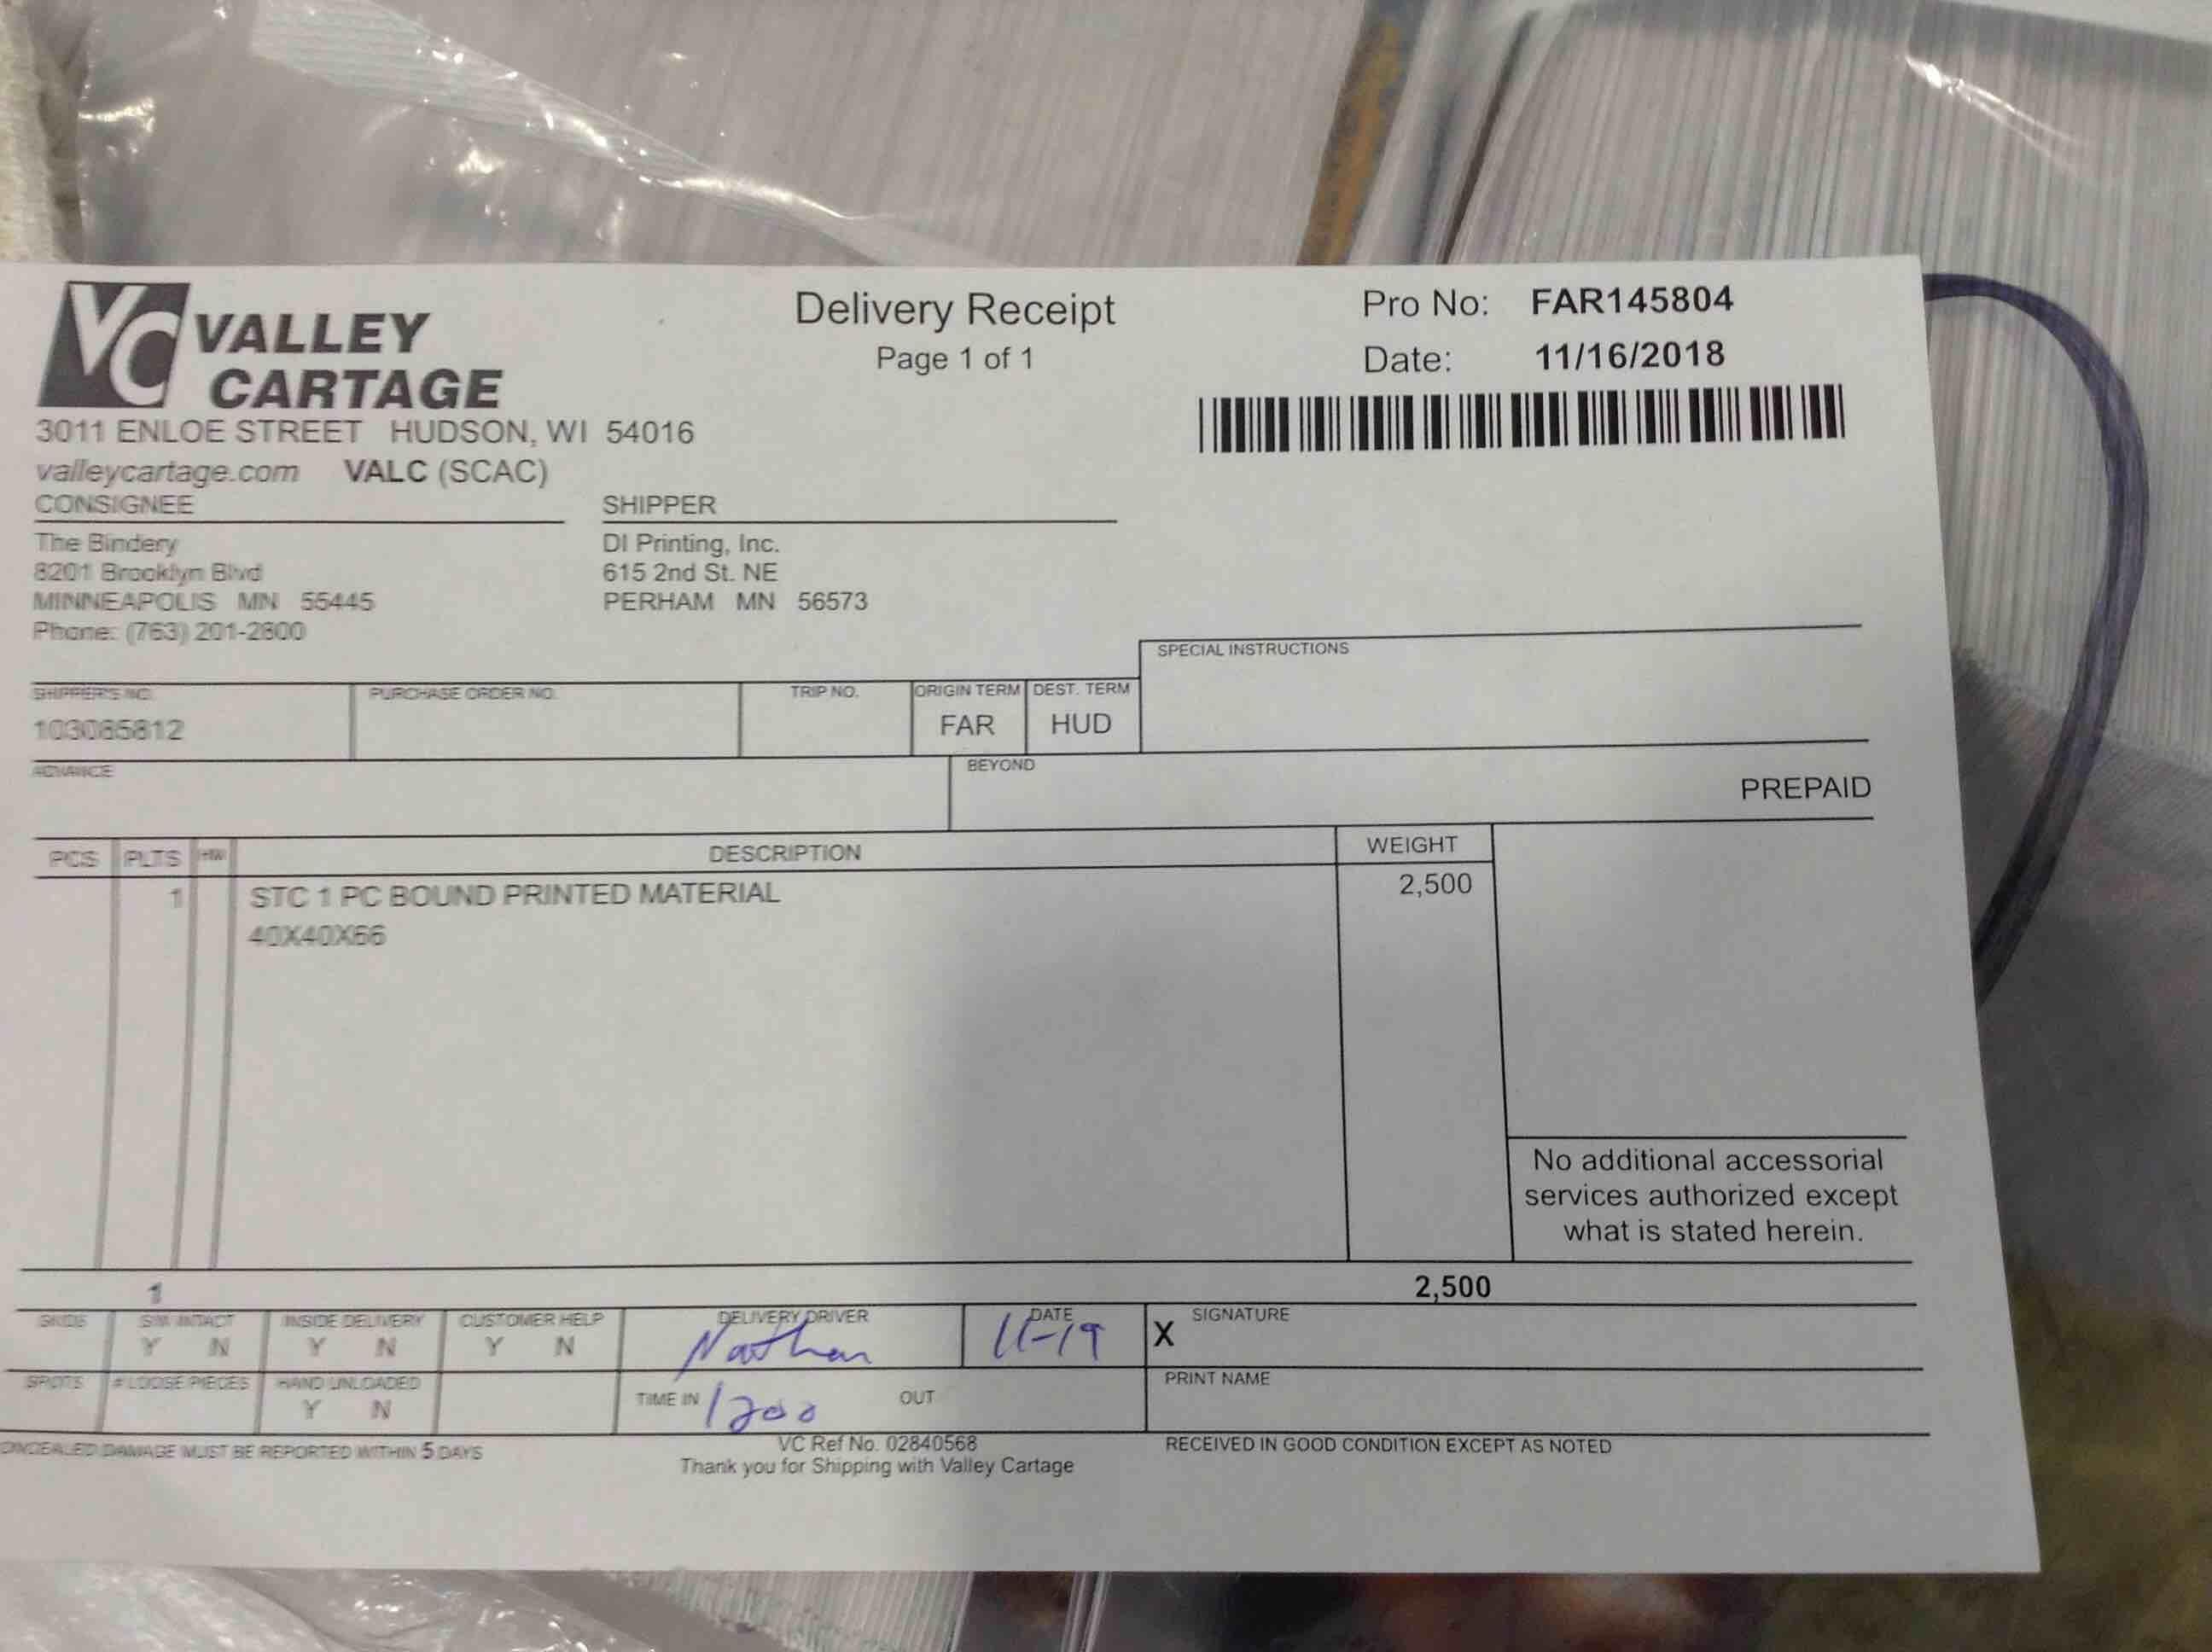 VC VALLEY CARTAGE
Delivery Receipt
Page 1 of 1
Pro No: FAR145804
Date: 11/16/2018
3011 ENLOE STREET HUDSON, WI 54016
valleycartage.com VALC (SCAC)
CONSIGNEE
The Bindery
8201 Brooklyn Blvd
MINNEAPOLIS MN 55445
Phone: (763) 201-2800
SHIPPER
DI Printing, Inc.
615 2nd St. NE
PERHAM MN 56573
SPECIAL INSTRUCTIONS
SHIPPER'S NO. PURCHASE ORDER NO. TRIP NO. ORIGIN TERM DEST. TERM
103085812 FAR HUD
ADVANCE BEYOND
PREPAID
PCS PLTS HM DESCRIPTION WEIGHT
1 STC 1 PC BOUND PRINTED MATERIAL 2,500
40X40X66
No additional accessorial
services authorized except
what is stated herein.
1 2,500
SKIDS S/W INTACT INSIDE DELIVERY CUSTOMER HELP DELIVERY DRIVER DATE SIGNATURE
Y N Y N Y N Nathan 11-19 X
SPOTS # LOOSE PIECES HAND UNLOADED TIME IN 1200 OUT PRINT NAME
Y N
CONCEALED DAMAGE MUST BE REPORTED WITHIN 5 DAYS
VC Ref No. 02840568
Thank you for Shipping with Valley Cartage
RECEIVED IN GOOD CONDITION EXCEPT AS NOTED